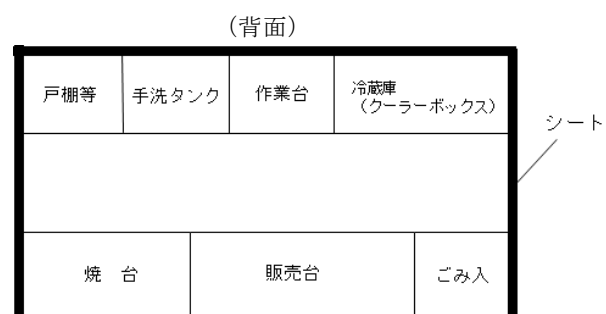 （背面）
戸棚等
手洗タンク
作業台
冷蔵庫
（クーラーボックス）
シート
焼　台
販売台
ごみ入